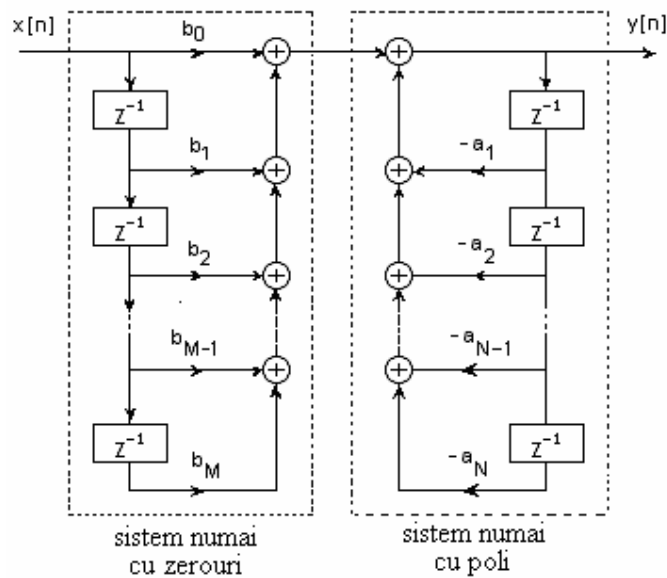 x[n] b0 y[n]
z-1 z-1
b1 -a1
z-1 z-1
b2 -a2
bM-1 -aN-1
z-1 z-1
bM -aN
sistem numai sistem numai
cu zerouri cu poli